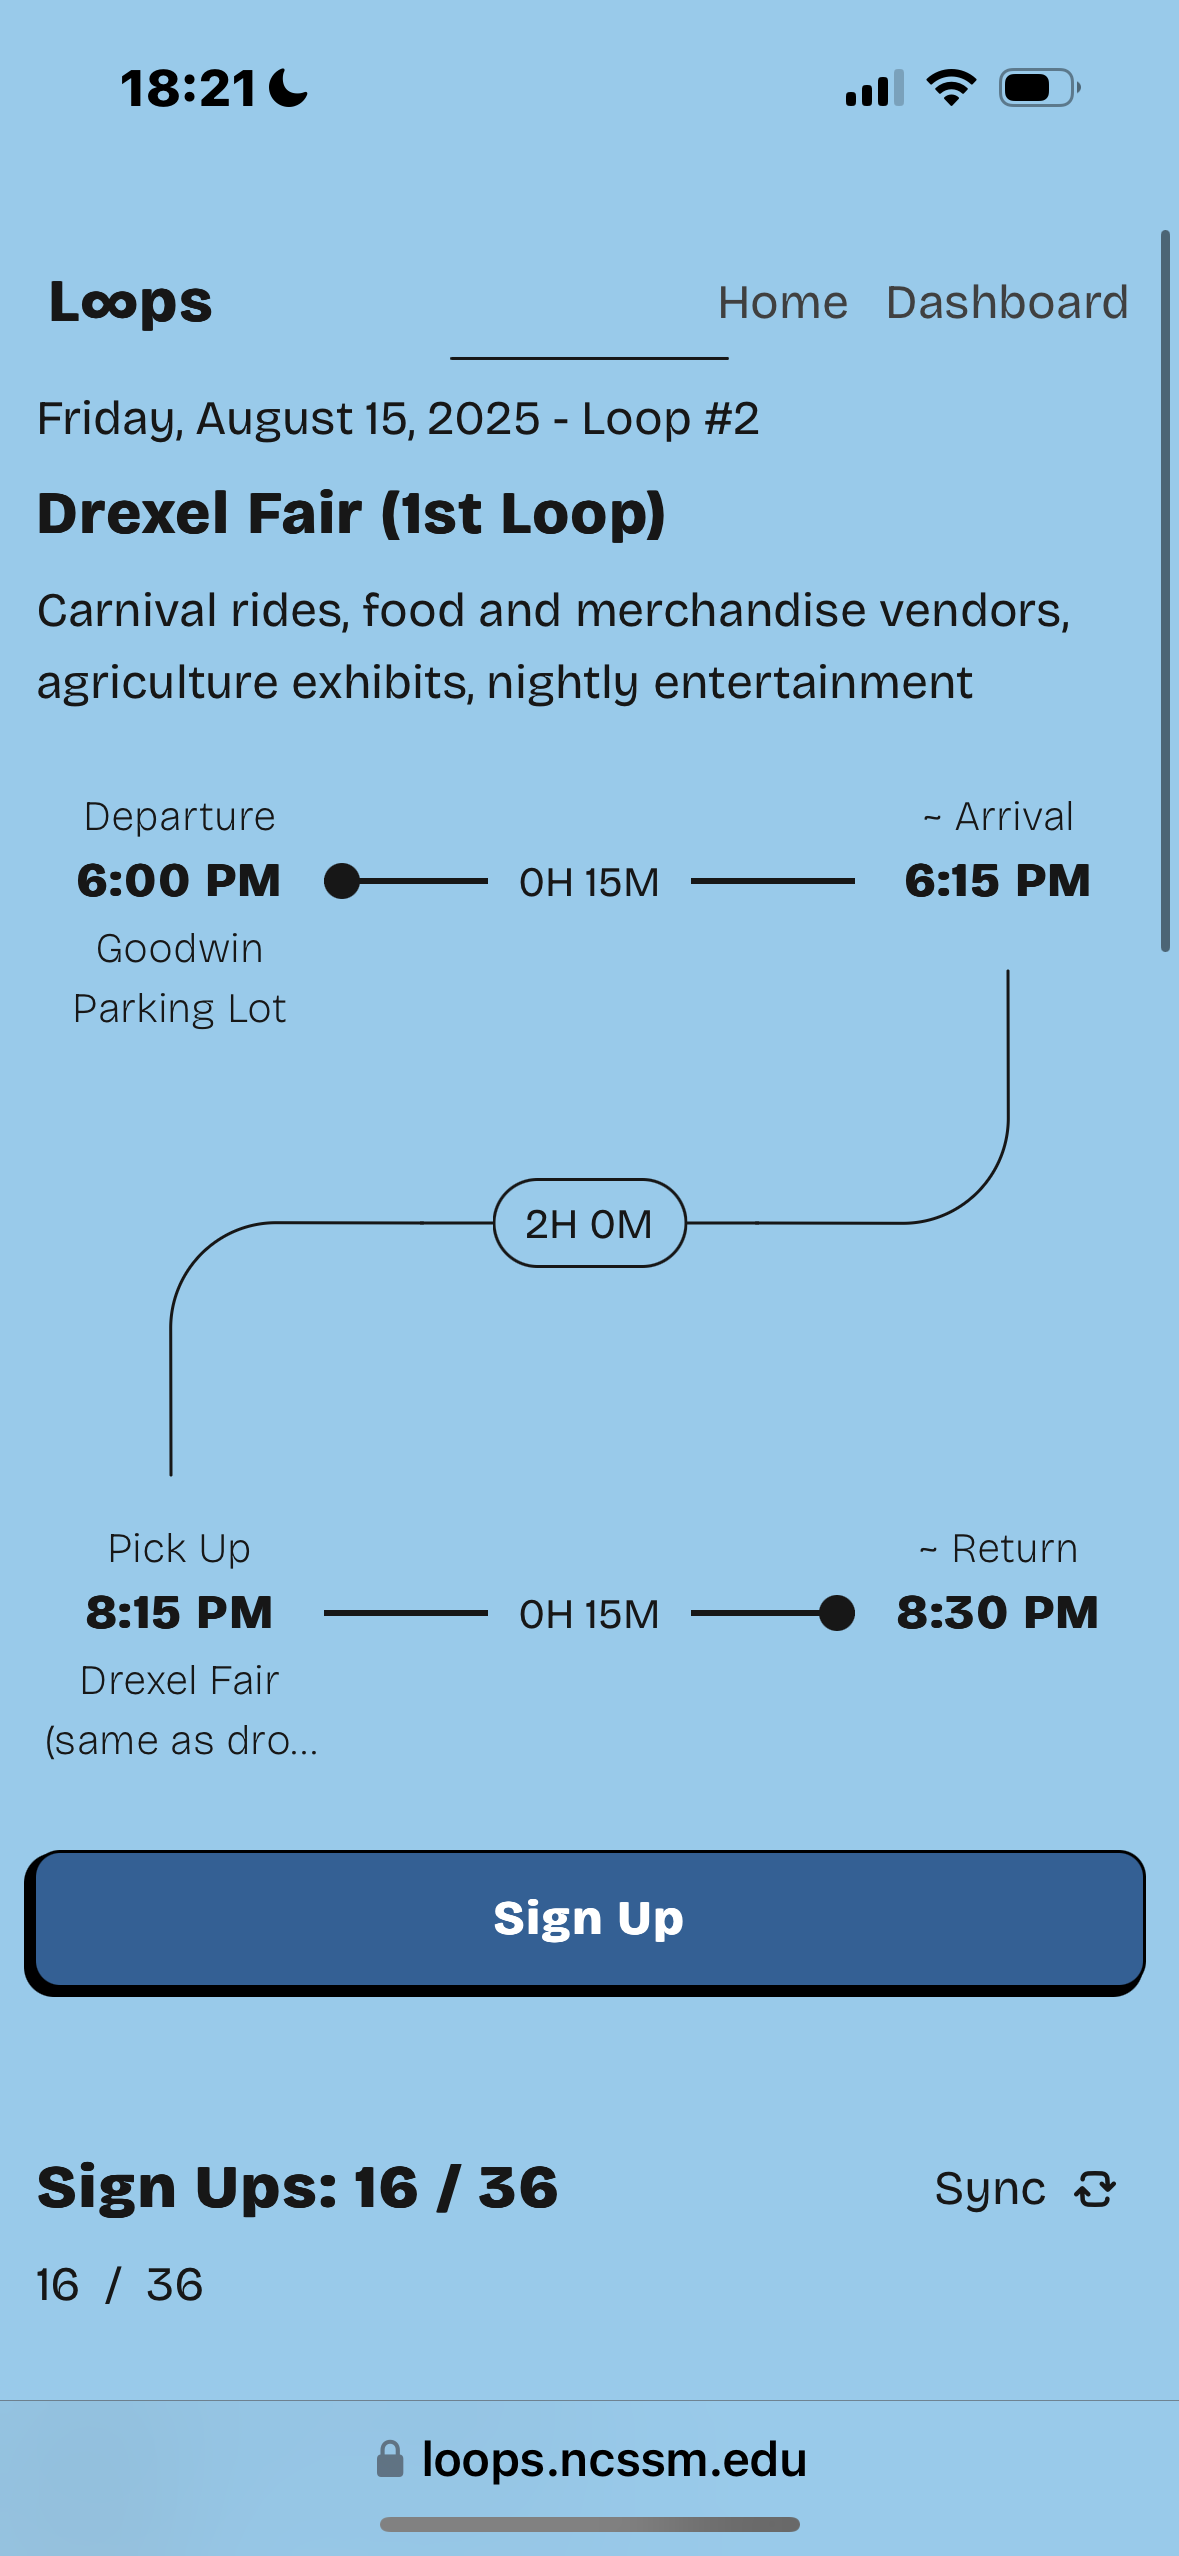 18:21
Loops
Home Dashboard
Friday, August 15, 2025 - Loop #2
Drexel Fair (1st Loop)
Carnival rides, food and merchandise vendors,
agriculture exhibits, nightly entertainment
Departure
6:00 PM
Goodwin
Parking Lot
0H 15M
~ Arrival
6:15 PM
2H 0M
Pick Up
8:15 PM
Drexel Fair
(same as dro...
0H 15M
~ Return
8:30 PM
Sign Up
Sign Ups: 16 / 36
Sync
16 / 36
loops.ncssm.edu